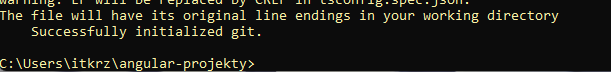 warning: LF will be replaced by CRLF in tsconfig.spec.json.
The file will have its original line endings in your working directory
    Successfully initialized git.
C:\Users\itkrz\angular-projekty>